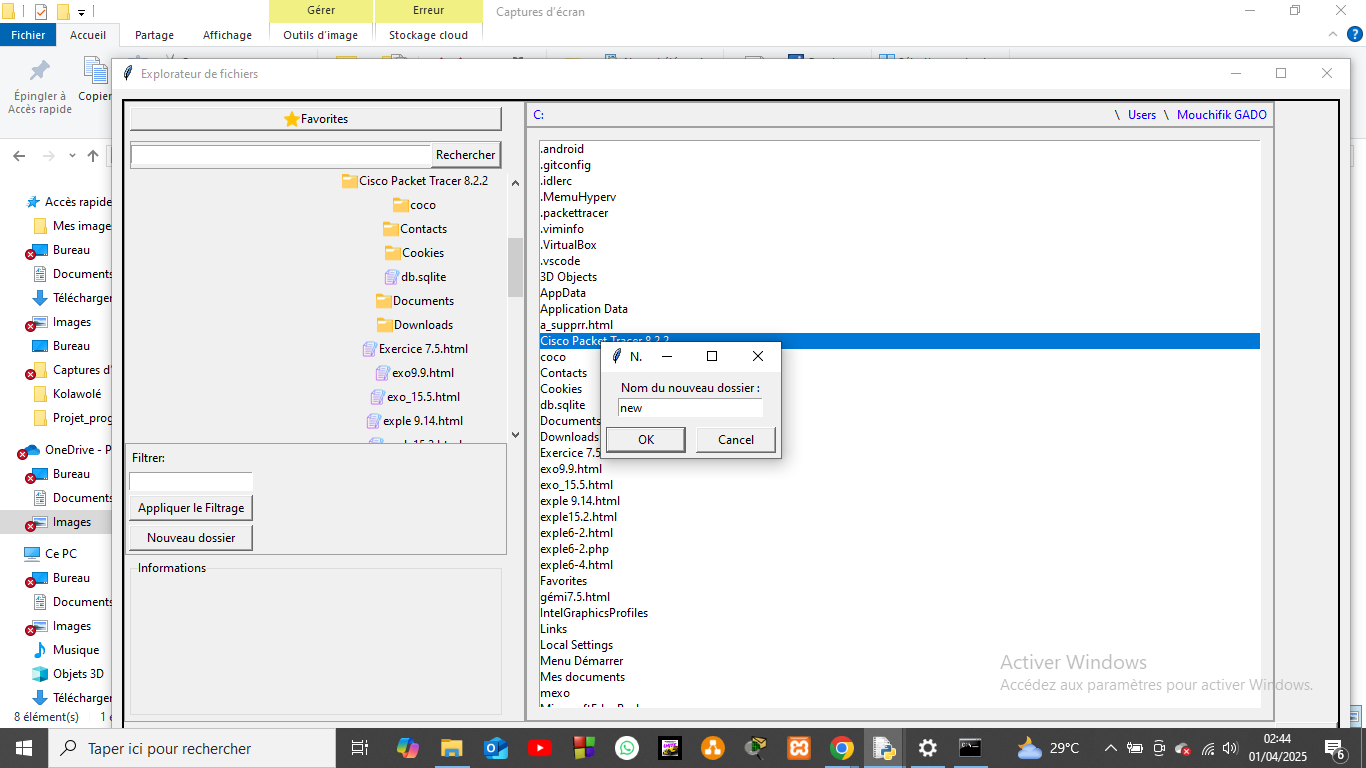 Gérer
Erreur
Captures d'écran
Fichier
Accueil
Partage
Affichage
Outils d'image
Stockage cloud
Épingler à
Accès rapide
Copier
Explorateur de fichiers
Accès rapide
Mes image
Bureau
Documents
Télécharger
Images
Bureau
Captures d'
Kolawolé
Projet_prog
OneDrive - P
Bureau
Documents
Images
Ce PC
Bureau
Documents
Images
Musique
Objets 3D
Télécharger
8 élément(s)
Favorites
Rechercher
Cisco Packet Tracer 8.2.2
coco
Contacts
Cookies
db.sqlite
Documents
Downloads
Exercice 7.5.html
exo9.9.html
exo_15.5.html
exple 9.14.html
Filtrer:
Appliquer le Filtrage
Nouveau dossier
Informations
C: \ Users \ Mouchifik GADO
.android
.gitconfig
.idlerc
.MemuHyperv
.packettracer
.viminfo
.VirtualBox
.vscode
3D Objects
AppData
Application Data
a_supprr.html
Cisco Packet Tracer 8.2.2
coco
Contacts
Cookies
db.sqlite
Documents
Downloads
Exercice 7.5
exo9.9.html
exo_15.5.html
exple 9.14.html
exple15.2.html
exple6-2.html
exple6-2.php
exple6-4.html
Favorites
gémi7.5.html
IntelGraphicsProfiles
Links
Local Settings
Menu Démarrer
Mes documents
mexo
N.
Nom du nouveau dossier :
new
OK
Cancel
Activer Windows
Accédez aux paramètres pour activer Windows.
Taper ici pour rechercher
29°C
02:44
01/04/2025
6